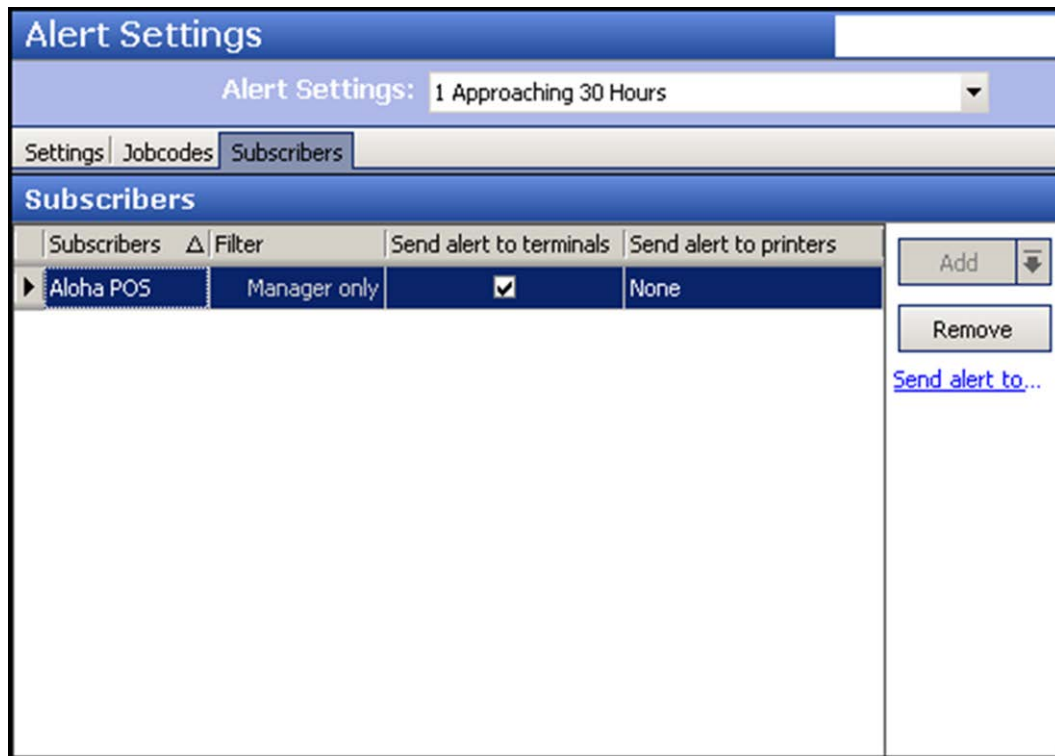 Alert Settings
Alert Settings: 1 Approaching 30 Hours
Settings Jobcodes Subscribers
Subscribers
Subscribers Filter Send alert to terminals Send alert to printers
Add
Aloha POS Manager only None
Remove
Send alert to...